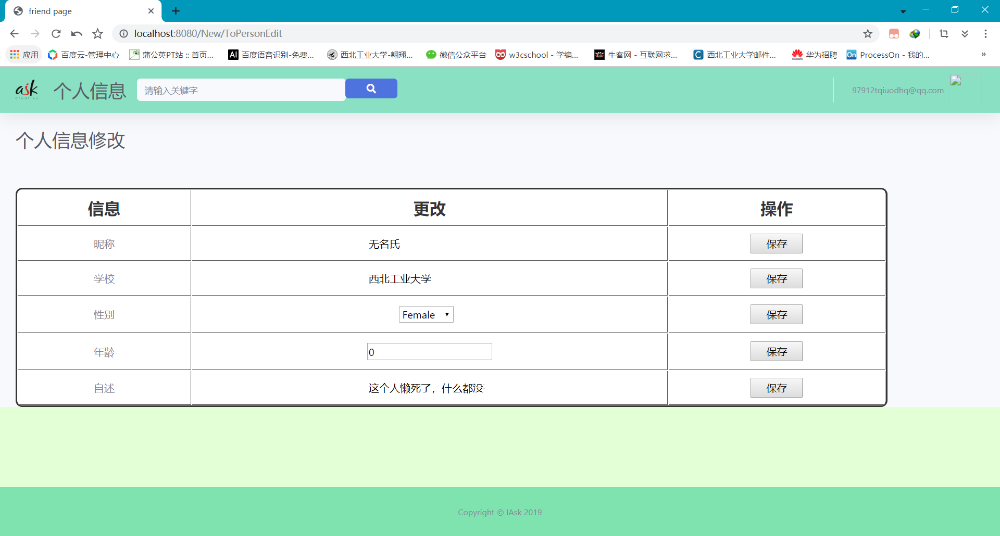 friend page
localhost:8080/New/ToPersonEdit
应用 百度云-管理中心 蒲公英PT站 :: 首页... AI 百度语音识别-免费... 西北工业大学-翱翔... 微信公众平台 w3cschool - 学编... 牛客网 - 互联网求... C 西北工业大学邮件... 华为招聘 On ProcessOn - 我的... »
ask 个人信息 请输入关键字 97912tqiuodhq@qq.com
creative
个人信息修改
信息 更改 操作
昵称 无名氏 保存
学校 西北工业大学 保存
性别 Female 保存
年龄 0 保存
自述 这个人懒死了，什么都没 保存
Copyright © IAsk 2019